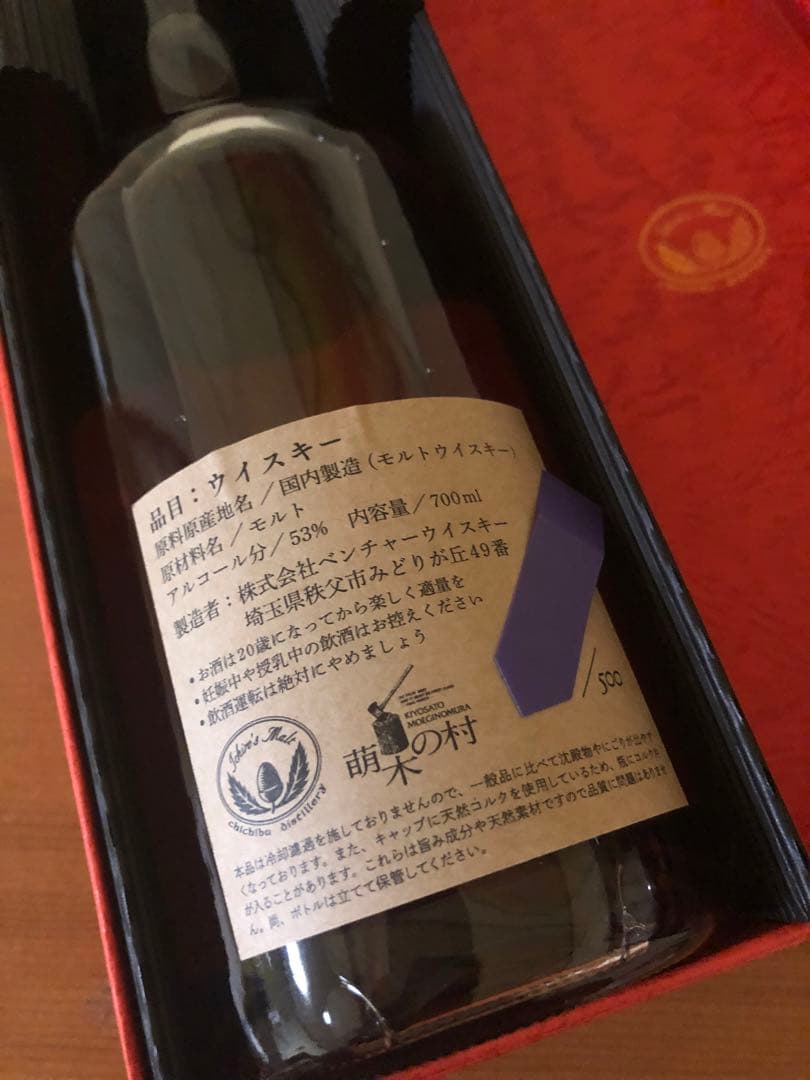 品目：ウイスキー
原料原産地名／国内製造（モルトウイスキー）
原材料名／モルト
アルコール分／53%　内容量／700ml
製造者：株式会社ベンチャーウイスキー
埼玉県秩父市みどりが丘49番
・お酒は20歳になってから楽しく適量を
・妊娠中や授乳中の飲酒はお控えください
・飲酒運転は絶対にやめましょう
/500
Ichiro's Malt
chichibu distillery
KIYOSATO
MOEGINOMURA
萌木の村
本品は冷却濾過を施しておりませんので、一般品に比べて沈殿物やにごりが出やす
くなっております。また、キャップに天然コルクを使用しているため、瓶にコルク
が入ることがあります。これらは旨み成分や天然素材ですので品質に問題はありませ
ん。尚、ボトルは立てて保管してください。